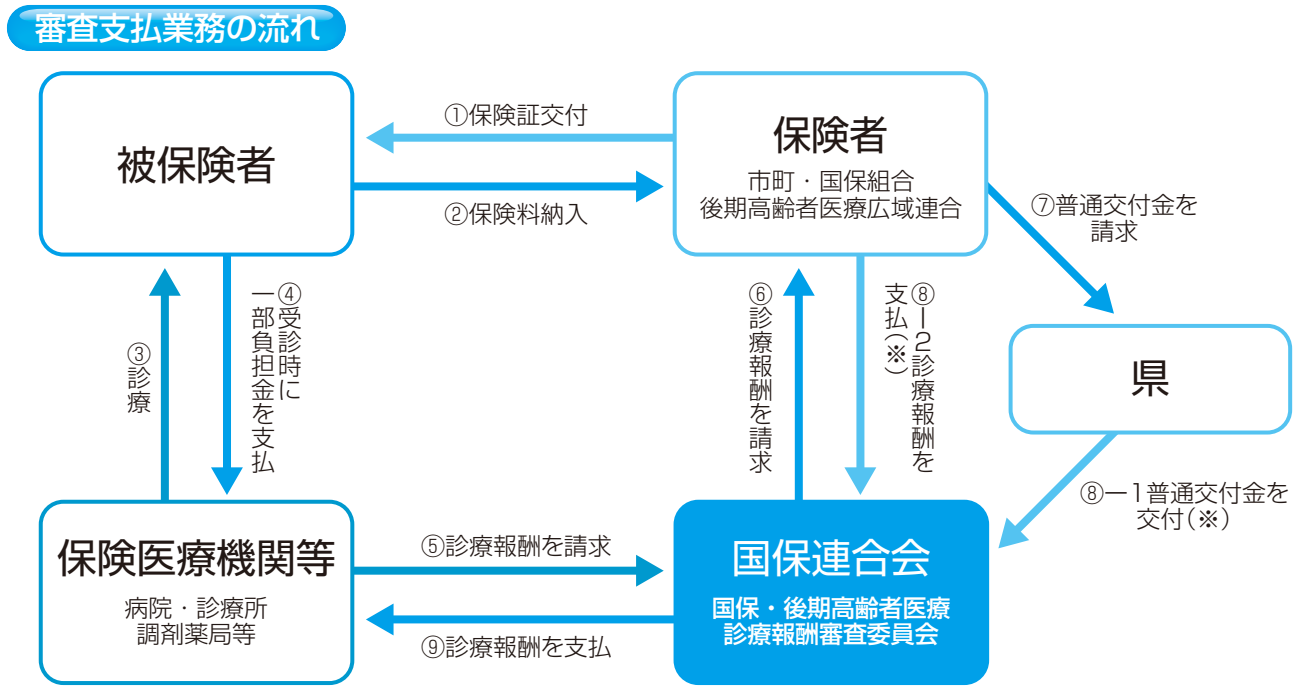 審査支払業務の流れ
被保険者
①保険証交付
②保険料納入
保険者
市町・国保組合
後期高齢者医療広域連合
⑦普通交付金を
請求
③診療
④受診時に
一部負担金を支払
⑥診療報酬を請求
⑧ー2診療報酬を
支払(※)
県
⑧ー1普通交付金を
交付(※)
保険医療機関等
病院・診療所
調剤薬局等
⑤診療報酬を請求
⑨診療報酬を支払
国保連合会
国保・後期高齢者医療
診療報酬審査委員会